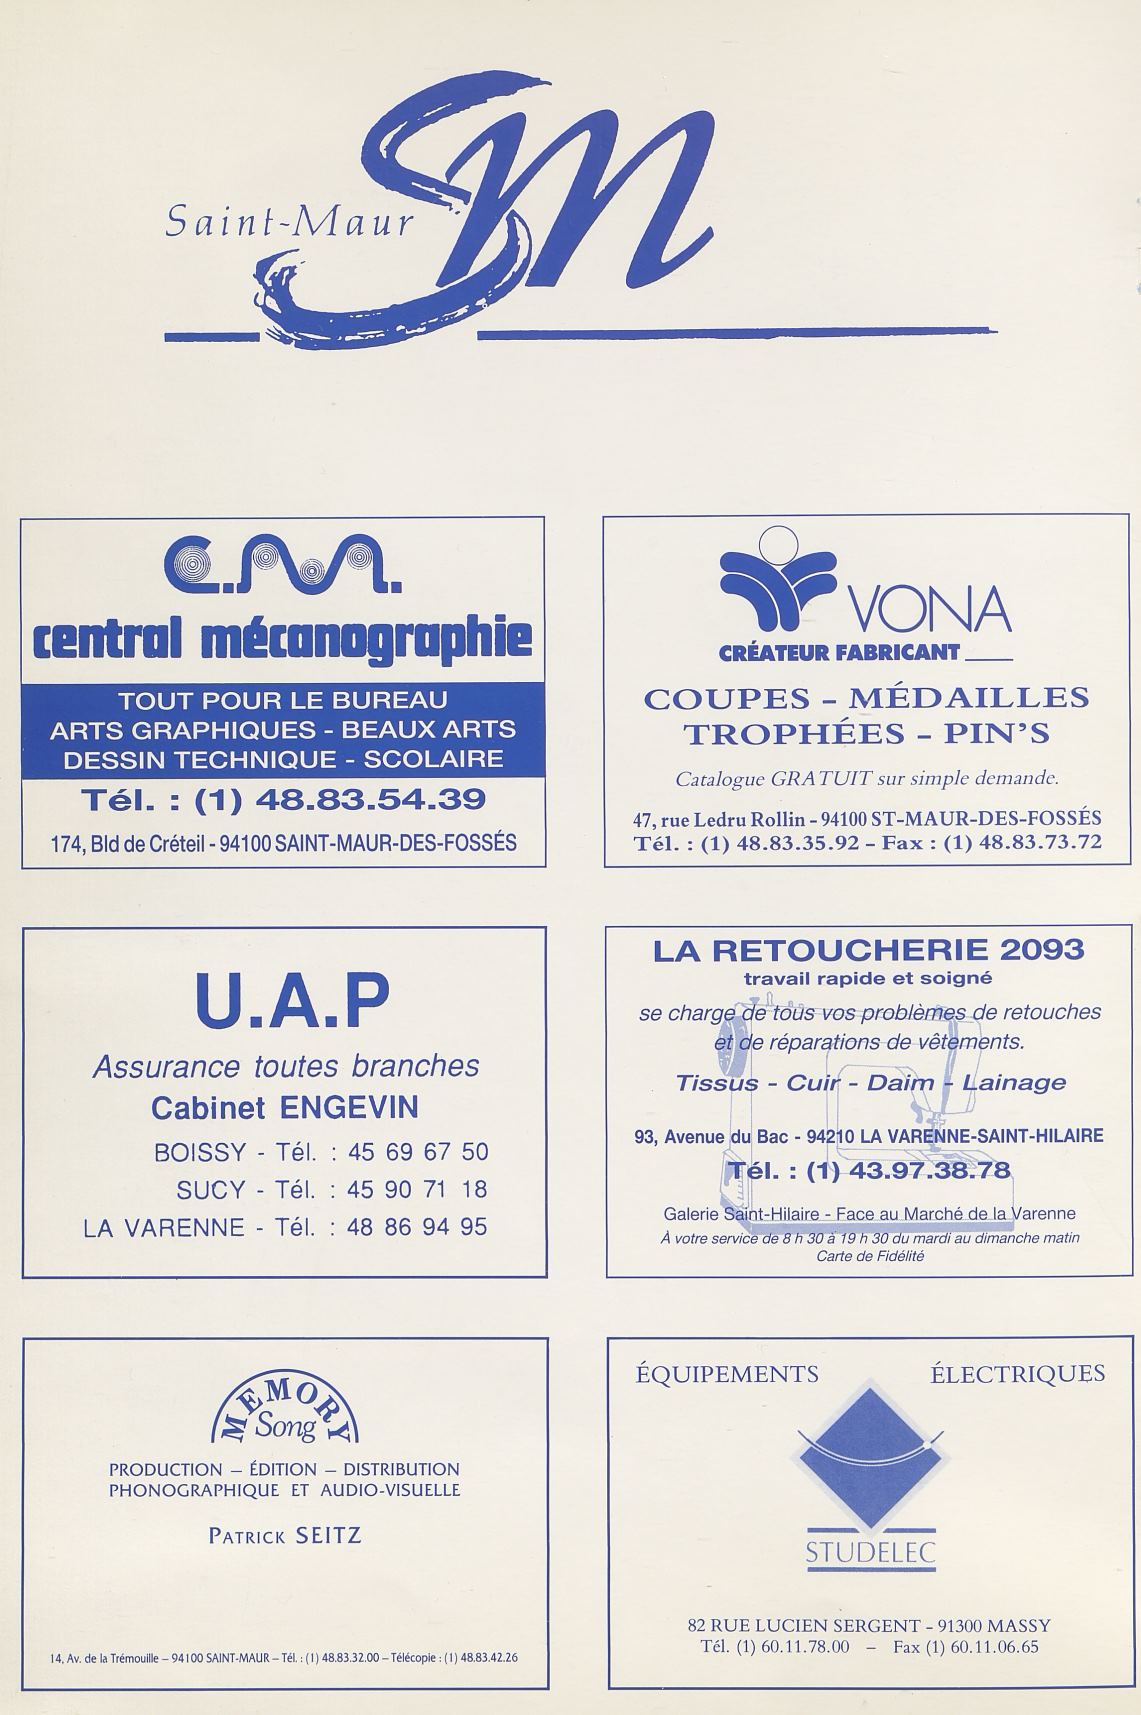 Saint-Maur
SM
C.M.
central mécanographie
TOUT POUR LE BUREAU
ARTS GRAPHIQUES - BEAUX ARTS
DESSIN TECHNIQUE - SCOLAIRE
Tél. : (1) 48.83.54.39
174, Bld de Créteil - 94100 SAINT-MAUR-DES-FOSSÉS
VONA
CRÉATEUR FABRICANT
COUPES - MÉDAILLES
TROPHÉES - PIN'S
Catalogue GRATUIT sur simple demande.
47, rue Ledru Rollin - 94100 ST-MAUR-DES-FOSSÉS
Tél. : (1) 48.83.35.92 - Fax : (1) 48.83.73.72
U.A.P
Assurance toutes branches
Cabinet ENGEVIN
BOISSY - Tél. : 45 69 67 50
SUCY - Tél. : 45 90 71 18
LA VARENNE - Tél. : 48 86 94 95
LA RETOUCHERIE 2093
travail rapide et soigné
se charge de tous vos problèmes de retouches
et de réparations de vêtements.
Tissus - Cuir - Daim - Lainage
93, Avenue du Bac - 94210 LA VARENNE-SAINT-HILAIRE
Tél. : (1) 43.97.38.78
Galerie Saint-Hilaire - Face au Marché de la Varenne
À votre service de 8 h 30 à 19 h 30 du mardi au dimanche matin
Carte de Fidélité
MEMORY
Song
PRODUCTION – ÉDITION – DISTRIBUTION
PHONOGRAPHIQUE ET AUDIO-VISUELLE
PATRICK SEITZ
14, Av. de la Trémouille – 94100 SAINT-MAUR – Tél. : (1) 48.83.32.00 – Télécopie : (1) 48.83.42.26
ÉQUIPEMENTS ÉLECTRIQUES
STUDELEC
82 RUE LUCIEN SERGENT - 91300 MASSY
Tél. (1) 60.11.78.00 – Fax (1) 60.11.06.65